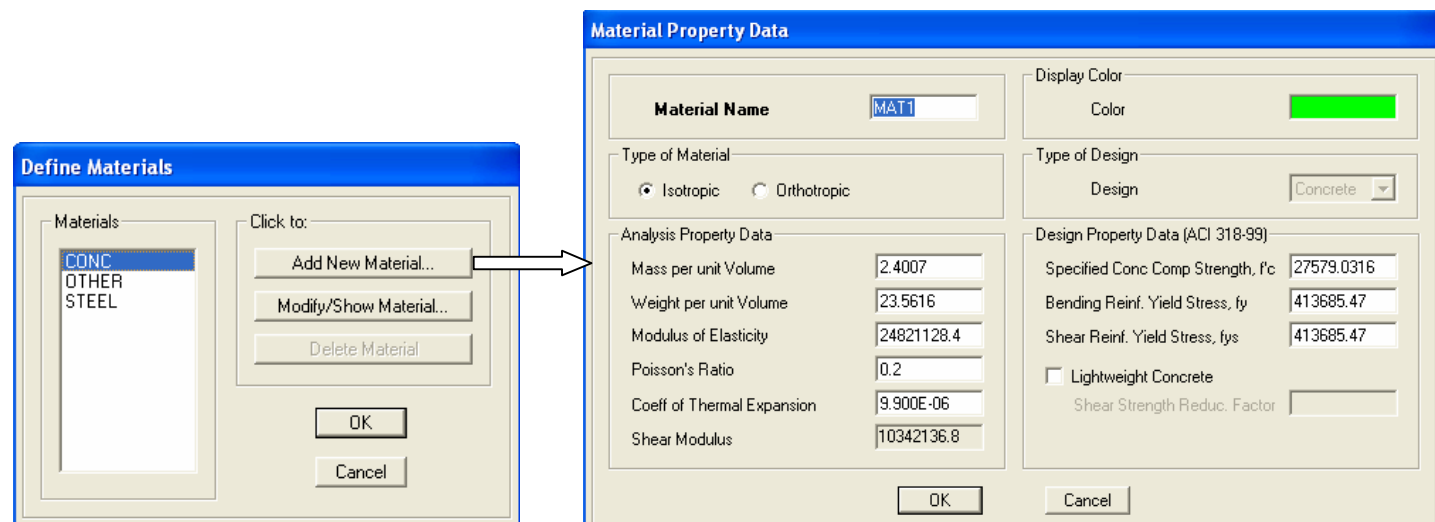 Define Materials
Materials
CONC
OTHER
STEEL
Click to:
Add New Material...
Modify/Show Material...
Delete Material
OK
Cancel
Material Property Data
Material Name MAT1
Display Color
Color
Type of Material
Isotropic Orthotropic
Type of Design
Design Concrete
Analysis Property Data
Mass per unit Volume 2.4007
Weight per unit Volume 23.5616
Modulus of Elasticity 24821128.4
Poisson's Ratio 0.2
Coeff of Thermal Expansion 9.900E-06
Shear Modulus 10342136.8
Design Property Data (ACI 318-99)
Specified Conc Comp Strength, f'c 27579.0316
Bending Reinf. Yield Stress, fy 413685.47
Shear Reinf. Yield Stress, fys 413685.47
Lightweight Concrete
Shear Strength Reduc. Factor
OK
Cancel